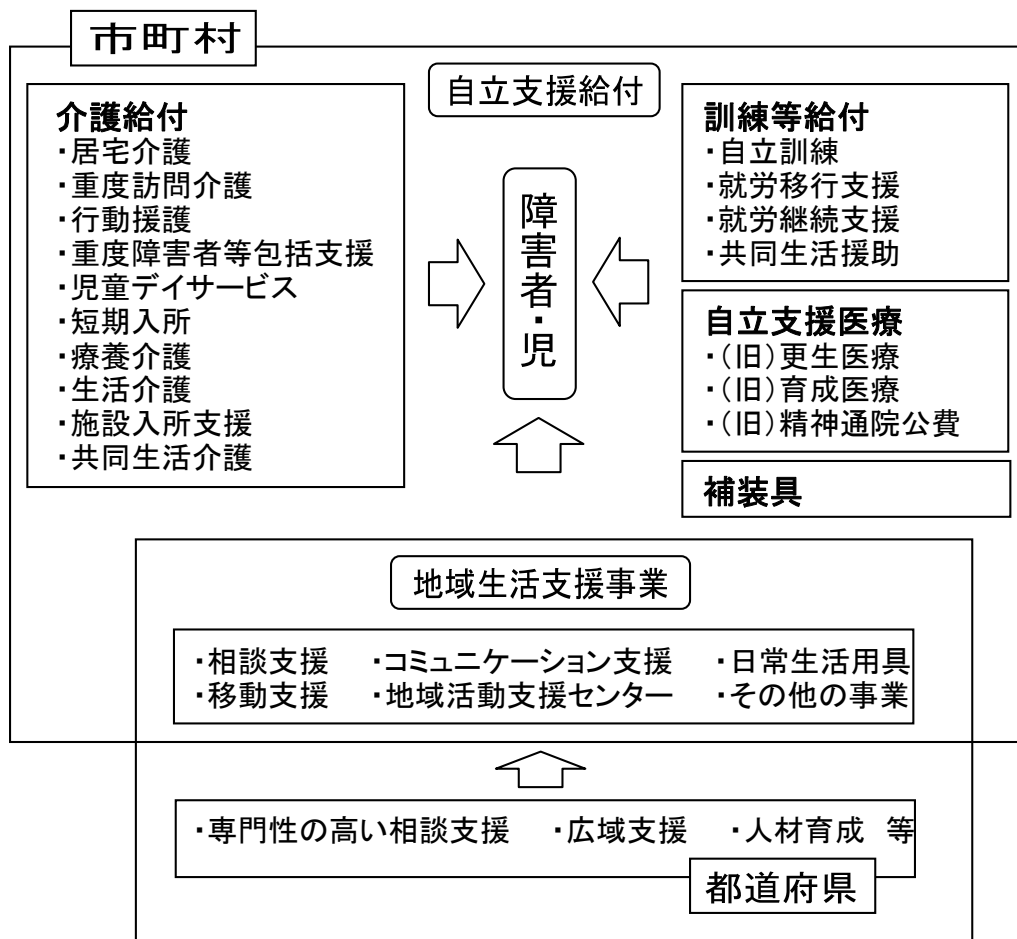 市町村
自立支援給付
介護給付
・居宅介護
・重度訪問介護
・行動援護
・重度障害者等包括支援
・児童デイサービス
・短期入所
・療養介護
・生活介護
・施設入所支援
・共同生活介護
障害者・児
訓練等給付
・自立訓練
・就労移行支援
・就労継続支援
・共同生活援助
自立支援医療
・(旧)更生医療
・(旧)育成医療
・(旧)精神通院公費
補装具
地域生活支援事業
・相談支援 ・コミュニケーション支援 ・日常生活用具
・移動支援 ・地域活動支援センター ・その他の事業
・専門性の高い相談支援 ・広域支援 ・人材育成 等
都道府県